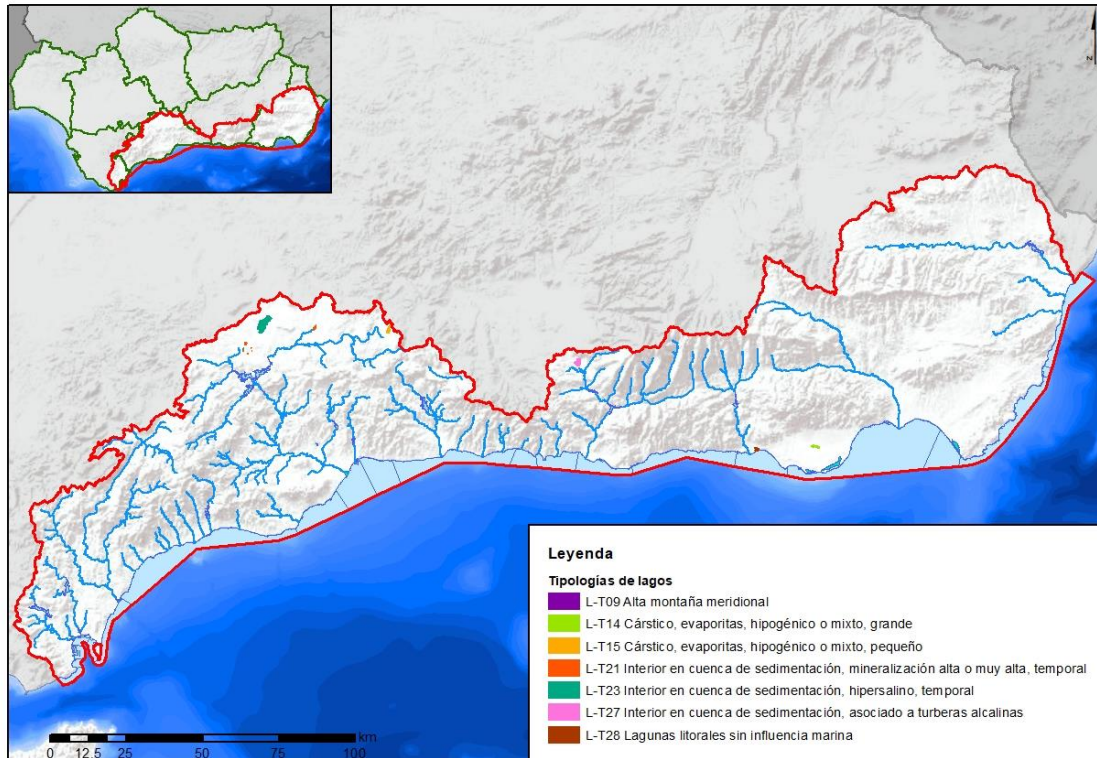 N
Leyenda
Tipologías de lagos
L-T09 Alta montaña meridional
L-T14 Cárstico, evaporitas, hipogénico o mixto, grande
L-T15 Cárstico, evaporitas, hipogénico o mixto, pequeño
L-T21 Interior en cuenca de sedimentación, mineralización alta o muy alta, temporal
L-T23 Interior en cuenca de sedimentación, hipersalino, temporal
L-T27 Interior en cuenca de sedimentación, asociado a turberas alcalinas
L-T28 Lagunas litorales sin influencia marina
km
0 12.5 25 50 75 100